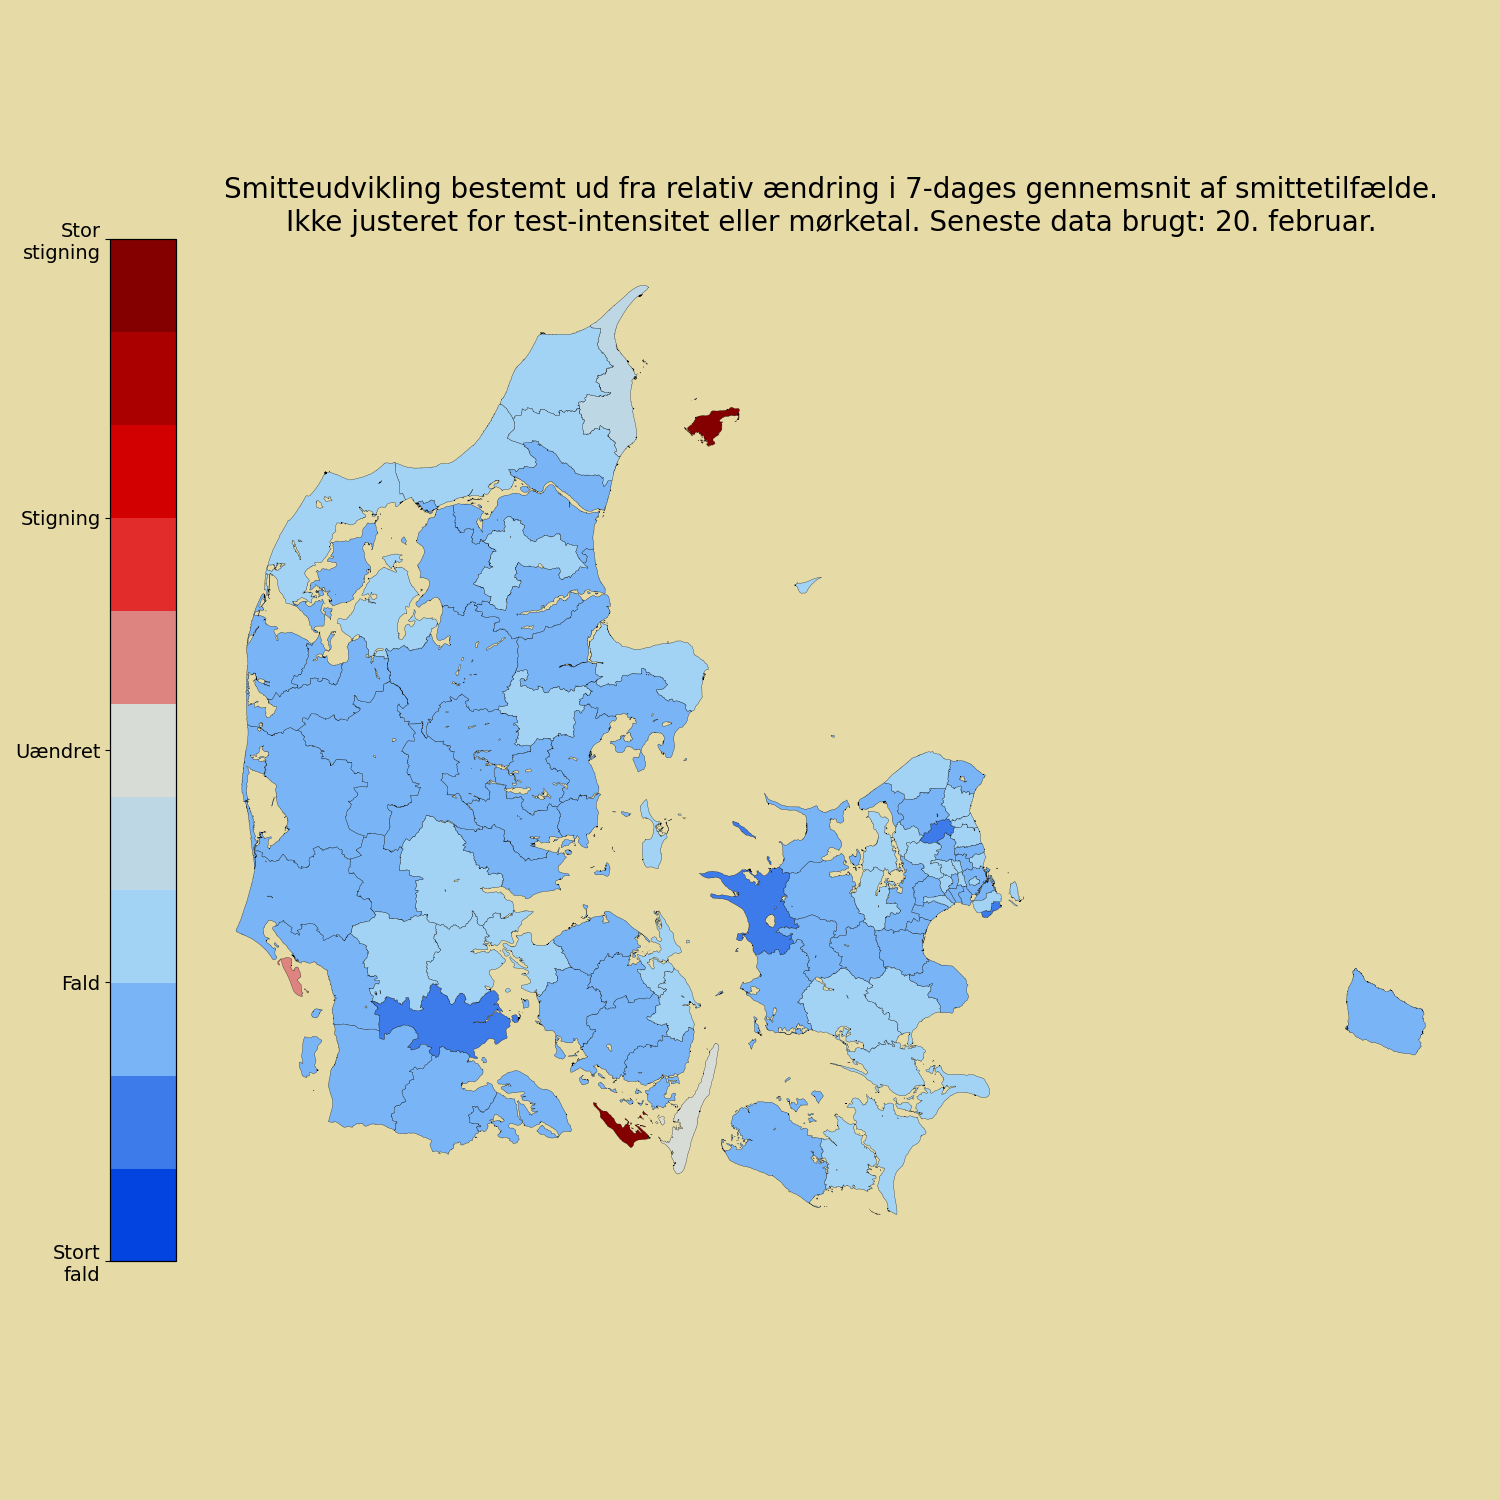 Smitteudvikling bestemt ud fra relativ ændring i 7-dages gennemsnit af smittetilfælde.
Ikke justeret for test-intensitet eller mørketal. Seneste data brugt: 20. februar.
Stor
stigning
Stigning
Uændret
Fald
Stort
fald